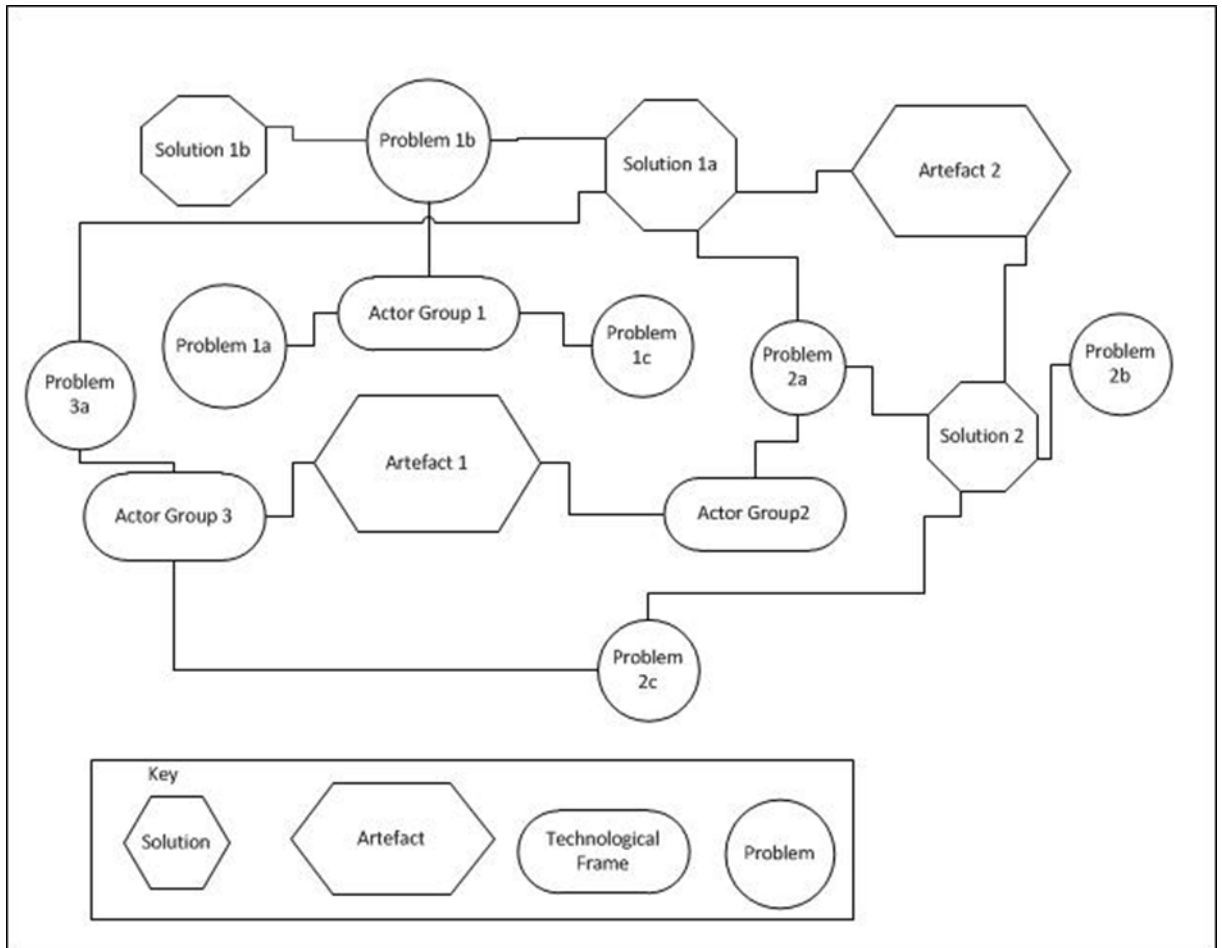 Solution 1b
Problem 1b
Solution 1a
Artefact 2
Actor Group 1
Problem 1a
Problem
1c
Problem
2a
Problem
2b
Problem
3a
Artefact 1
Solution 2
Actor Group 3
Actor Group2
Problem
2c
Key
Solution
Artefact
Technological
Frame
Problem